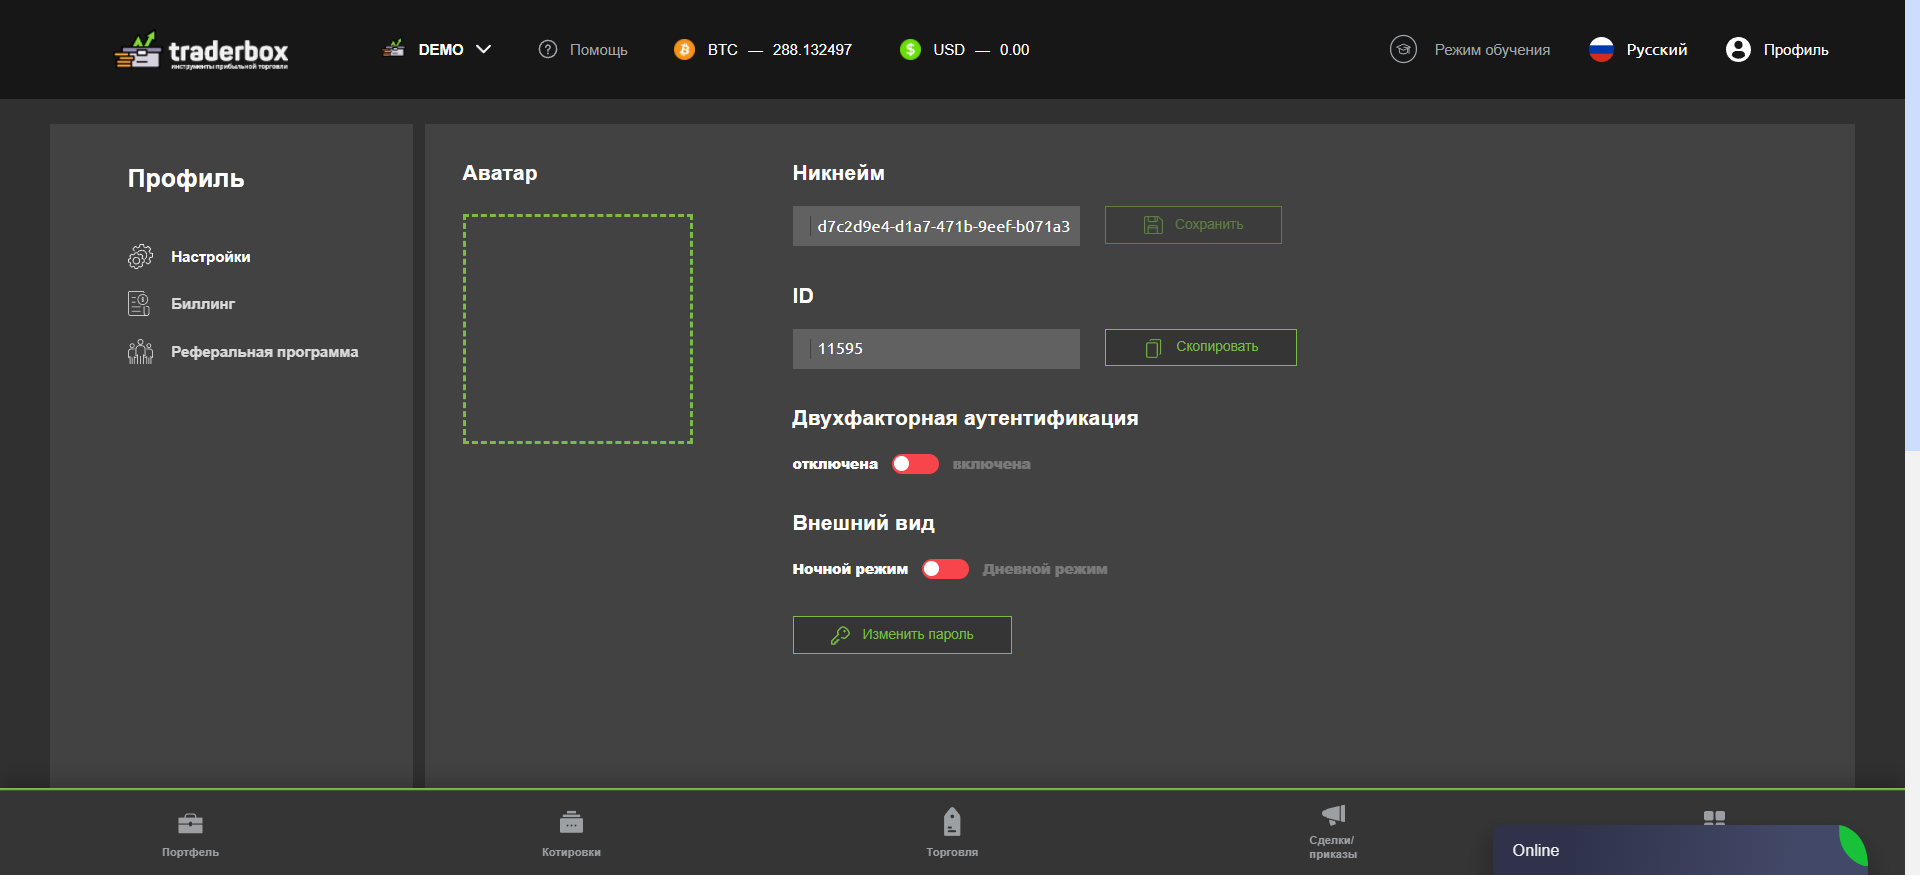 traderbox
инструменты прибыльной торговли
DEMO
Помощь
BTC — 288.132497
USD — 0.00
Режим обучения
Русский
Профиль
Профиль
Настройки
Биллинг
Реферальная программа
Аватар
Никнейм
d7c2d9e4-d1a7-471b-9eef-b071a3
Сохранить
ID
11595
Скопировать
Двухфакторная аутентификация
отключена
включена
Внешний вид
Ночной режим
Дневной режим
Изменить пароль
Портфель
Котировки
Торговля
Сделки/
приказы
Online